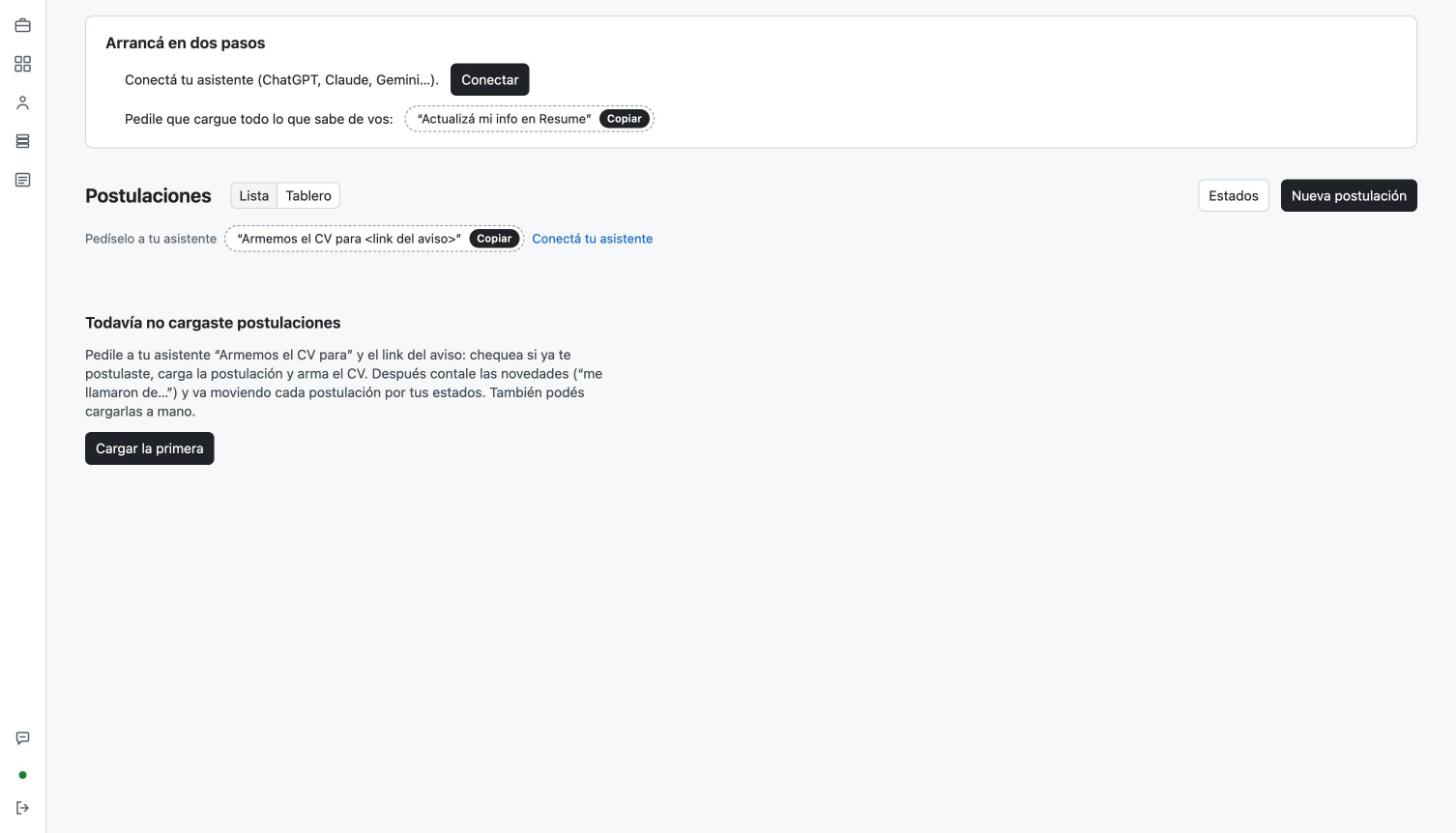 Arrancá en dos pasos
Conectá tu asistente (ChatGPT, Claude, Gemini...). Conectar
Pedile que cargue todo lo que sabe de vos: “Actualizá mi info en Resume” Copiar
Postulaciones Lista Tablero Estados Nueva postulación
Pedíselo a tu asistente “Armemos el CV para <link del aviso>” Copiar Conectá tu asistente
Todavía no cargaste postulaciones
Pedile a tu asistente “Armemos el CV para” y el link del aviso: chequea si ya te
postulaste, carga la postulación y arma el CV. Después contale las novedades (“me
llamaron de...”) y va moviendo cada postulación por tus estados. También podés
cargarlas a mano.
Cargar la primera